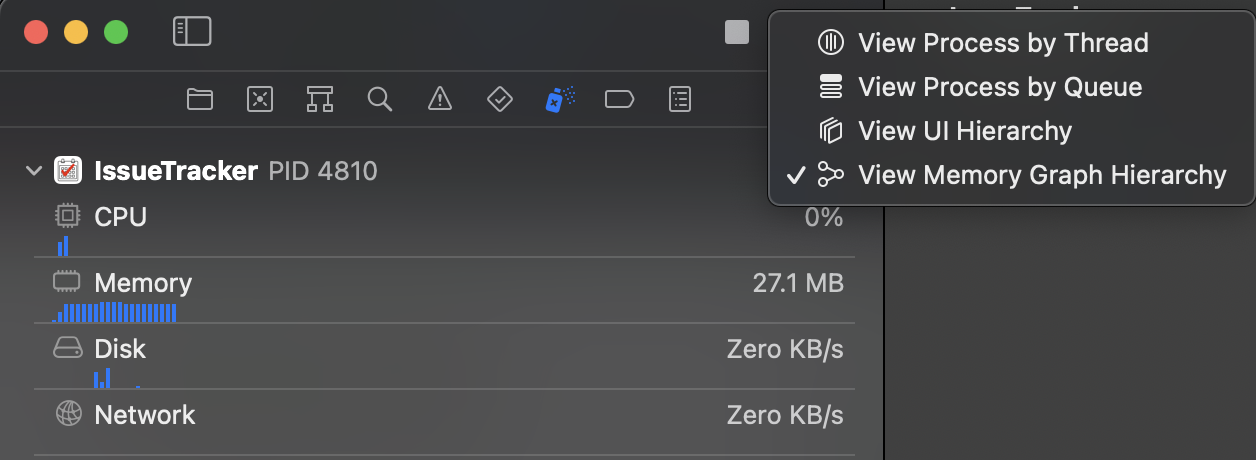 View Process by Thread
View Process by Queue
View UI Hierarchy
View Memory Graph Hierarchy
IssueTracker PID 4810
CPU 0%
Memory 27.1 MB
Disk Zero KB/s
Network Zero KB/s